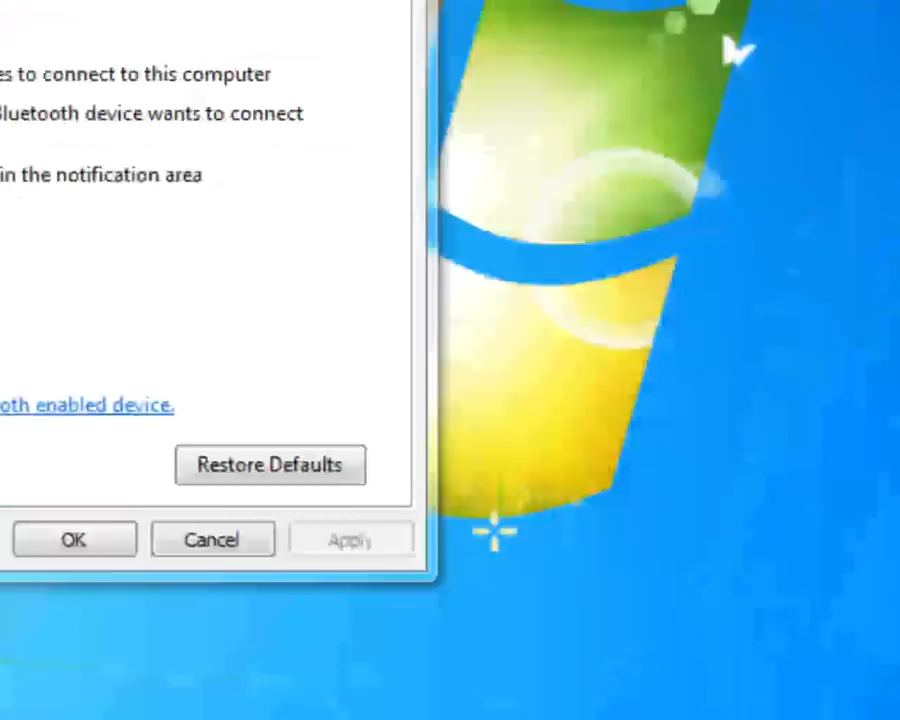 es to connect to this computer
luetooth device wants to connect
in the notification area
oth enabled device.
Restore Defaults
OK Cancel Apply